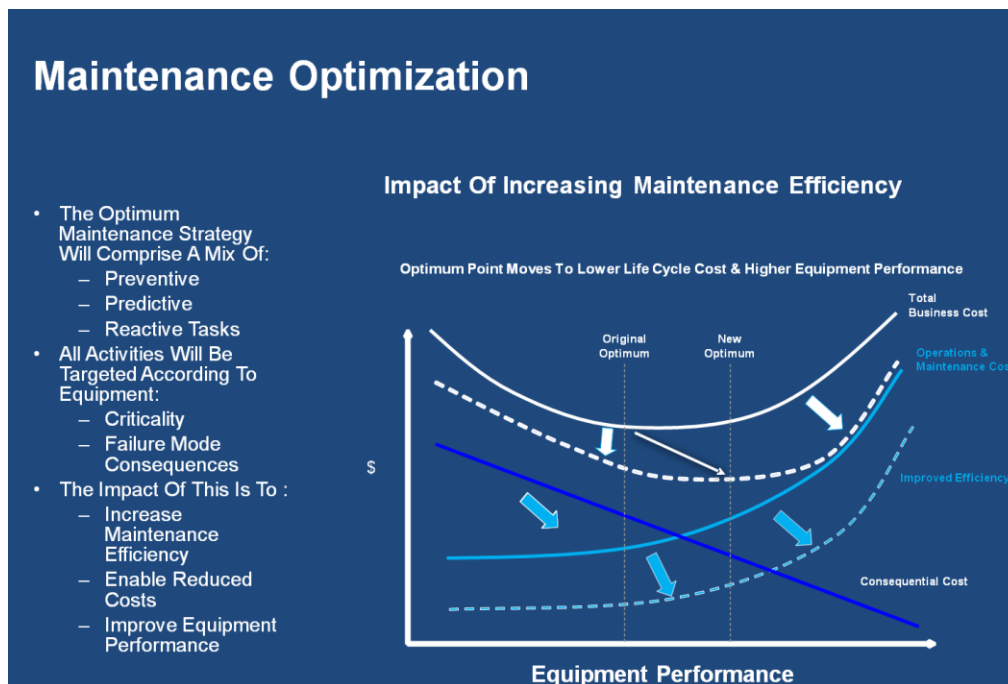 Maintenance Optimization
• The Optimum
Maintenance Strategy
Will Comprise A Mix Of:
– Preventive
– Predictive
– Reactive Tasks
• All Activities Will Be
Targeted According To
Equipment:
– Criticality
– Failure Mode
Consequences
• The Impact Of This Is To :
– Increase
Maintenance
Efficiency
– Enable Reduced
Costs
– Improve Equipment
Performance
Impact Of Increasing Maintenance Efficiency
Optimum Point Moves To Lower Life Cycle Cost & Higher Equipment Performance
Total
Business Cost
Original
Optimum
New
Optimum
Operations &
Maintenance Cos
$
Improved Efficiency
Consequential Cost
Equipment Performance